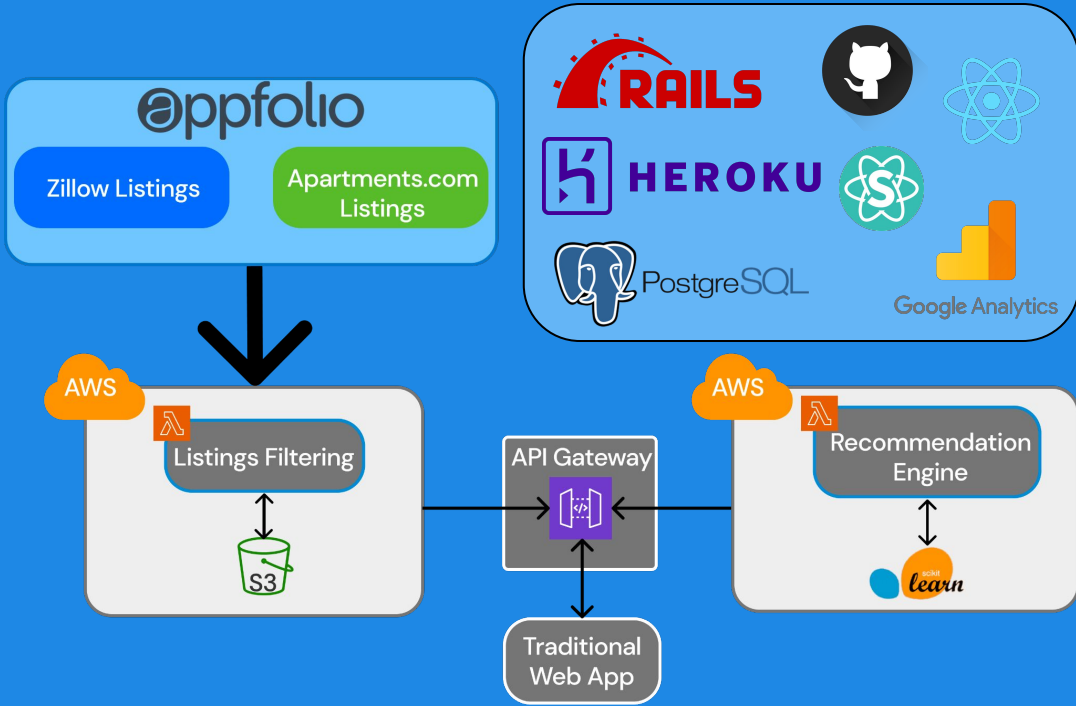 appfolio
Zillow Listings
Apartments.com
Listings
RAILS
HEROKU
S
PostgreSQL
Google Analytics
AWS
λ
Listings Filtering
S3
API Gateway
</>
Traditional
Web App
AWS
λ
Recommendation
Engine
scikit
learn